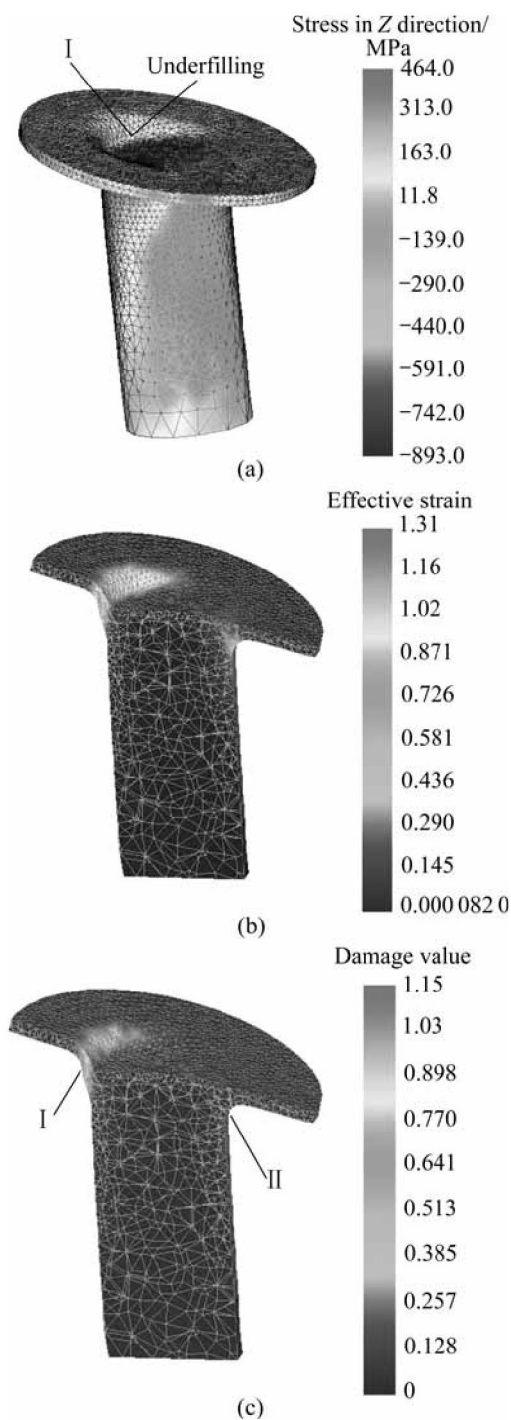 Stress in Z direction/
MPa
I
Underfilling
464.0
313.0
163.0
11.8
−139.0
−290.0
−440.0
−591.0
−742.0
−893.0
(a)
Effective strain
1.31
1.16
1.02
0.871
0.726
0.581
0.436
0.290
0.145
0.000 082 0
(b)
Damage value
1.15
1.03
0.898
0.770
0.641
0.513
0.385
0.257
0.128
0
I
II
(c)